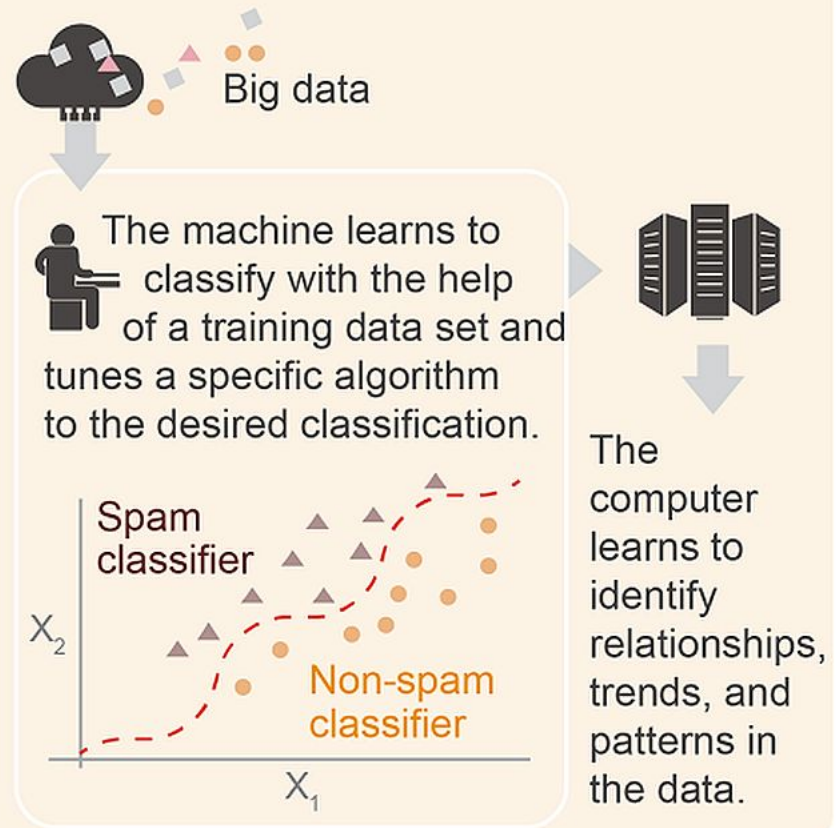 Big data
The machine learns to
classify with the help
of a training data set and
tunes a specific algorithm
to the desired classification.
Spam
classifier
X₂
Non-spam
classifier
X₁
The
computer
learns to
identify
relationships,
trends, and
patterns in
the data.